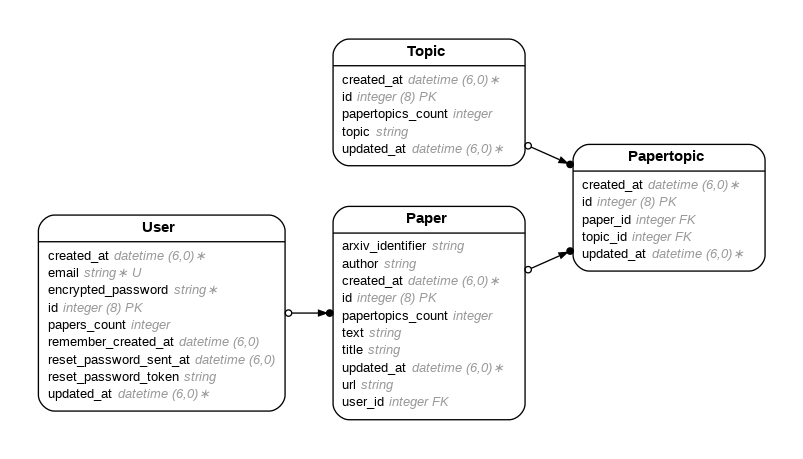 Topic
created_at datetime (6,0)∗
id integer (8) PK
papertopics_count integer
topic string
updated_at datetime (6,0)∗
Papertopic
created_at datetime (6,0)∗
id integer (8) PK
paper_id integer FK
topic_id integer FK
updated_at datetime (6,0)∗
User
created_at datetime (6,0)∗
email string∗ U
encrypted_password string∗
id integer (8) PK
papers_count integer
remember_created_at datetime (6,0)
reset_password_sent_at datetime (6,0)
reset_password_token string
updated_at datetime (6,0)∗
Paper
arxiv_identifier string
author string
created_at datetime (6,0)∗
id integer (8) PK
papertopics_count integer
text string
title string
updated_at datetime (6,0)∗
url string
user_id integer FK